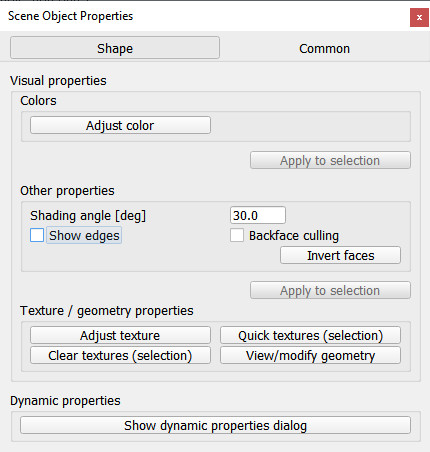 Scene Object Properties
x
Shape
Common
Visual properties
Colors
Adjust color
Apply to selection
Other properties
Shading angle [deg]
30.0
Show edges
Backface culling
Invert faces
Apply to selection
Texture / geometry properties
Adjust texture
Quick textures (selection)
Clear textures (selection)
View/modify geometry
Dynamic properties
Show dynamic properties dialog